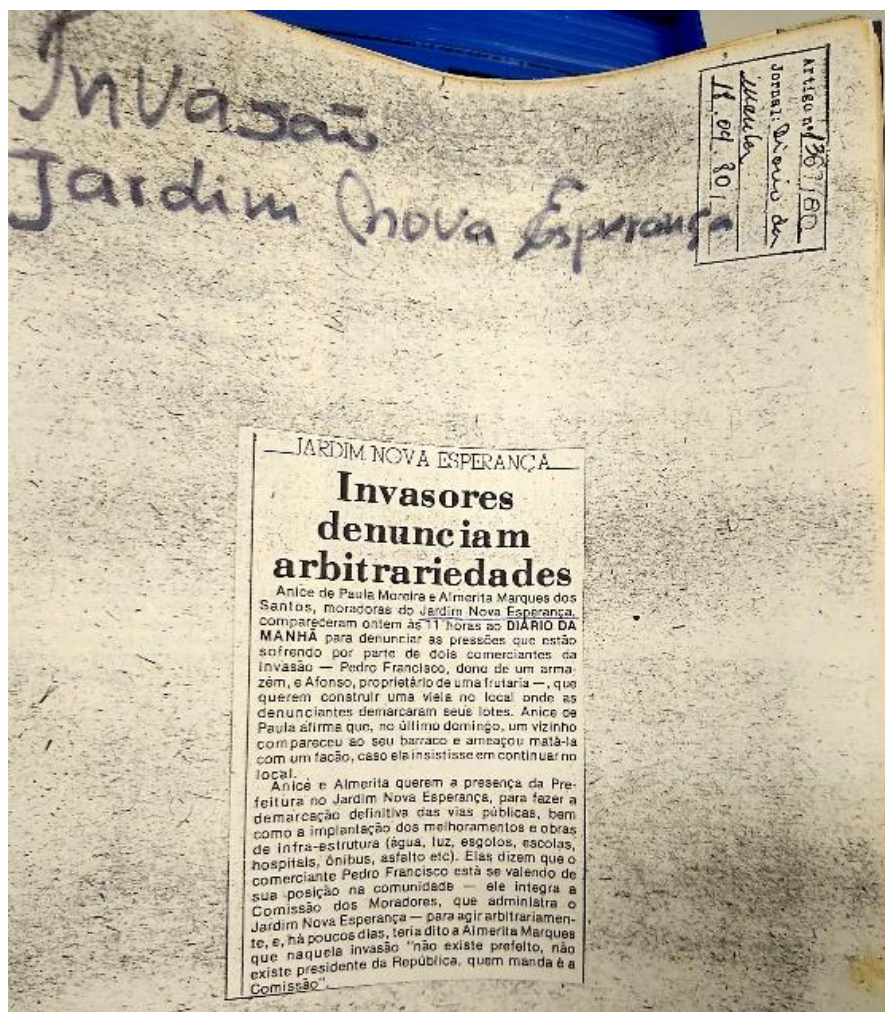 Invasão
Jardim Nova Esperança
Artigo nº 1367/80
Jornal: Diario da
manha
04 80
JARDIM NOVA ESPERANÇA
Invasores
denunciam
arbitrariedades
Anice de Paula Moreira e Almerita Marques dos
Santos, moradoras do Jardim Nova Esperança,
compareceram ontem às 11 horas ao DIÁRIO DA
MANHÃ para denunciar as pressões que estão
sofrendo por parte de dois comerciantes da
invasão — Pedro Francisco, dono de um arma-
zém, e Afonso, proprietário de uma frutaria —, que
querem construir uma viela no local onde as
denunciantes demarcaram seus lotes. Anice de
Paula afirma que, no último domingo, um vizinho
compareceu ao seu barraco e ameaçou matá-la
com um facão, caso ela insistisse em continuar no
local.
Anice e Almerita querem a presença da Pre-
feitura no Jardim Nova Esperança, para fazer a
demarcação definitiva das vias públicas, bem
como a implantação dos melhoramentos e obras
de infra-estrutura (água, luz, esgotos, escolas,
hospitais, ônibus, asfalto etc). Elas dizem que o
comerciante Pedro Francisco está se valendo de
sua posição na comunidade — ele integra a
Comissão dos Moradores, que administra o
Jardim Nova Esperança — para agir arbitrariamen-
te, e, há poucos dias, teria dito a Almerita Marques
que naquela invasão "não existe prefeito, não
existe presidente da República, quem manda é a
Comissão".